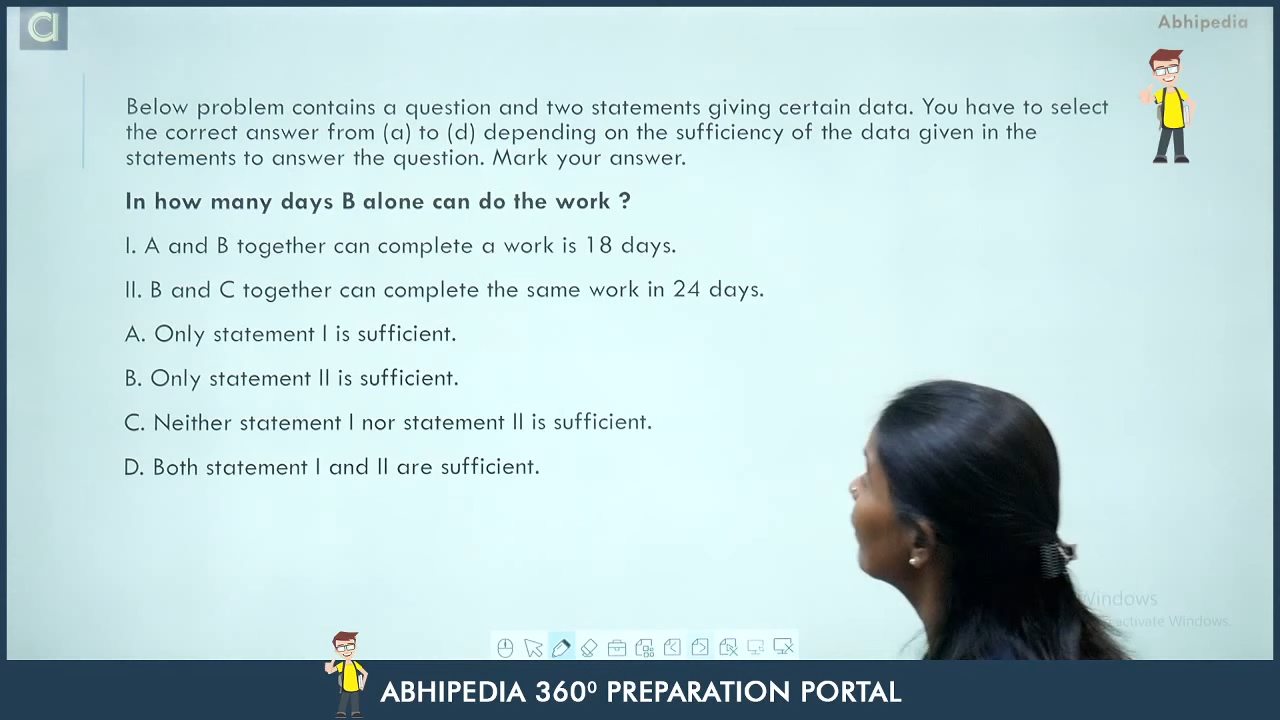 Abhipedia
Below problem contains a question and two statements giving certain data. You have to select
the correct answer from (a) to (d) depending on the sufficiency of the data given in the
statements to answer the question. Mark your answer.
In how many days B alone can do the work ?
I. A and B together can complete a work is 18 days.
II. B and C together can complete the same work in 24 days.
A. Only statement I is sufficient.
B. Only statement II is sufficient.
C. Neither statement I nor statement II is sufficient.
D. Both statement I and II are sufficient.
Windows
activate Windows.
ABHIPEDIA 360⁰ PREPARATION PORTAL